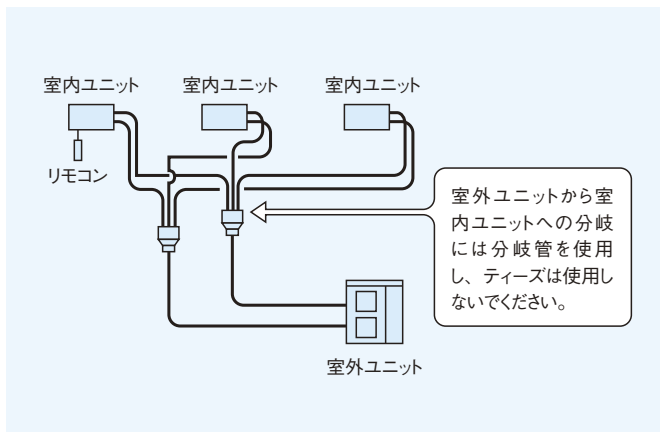 室内ユニット
室内ユニット
室内ユニット
リモコン
室外ユニットから室
内ユニットへの分岐
には分岐管を使用
し、ティーズは使用し
ないでください。
室外ユニット